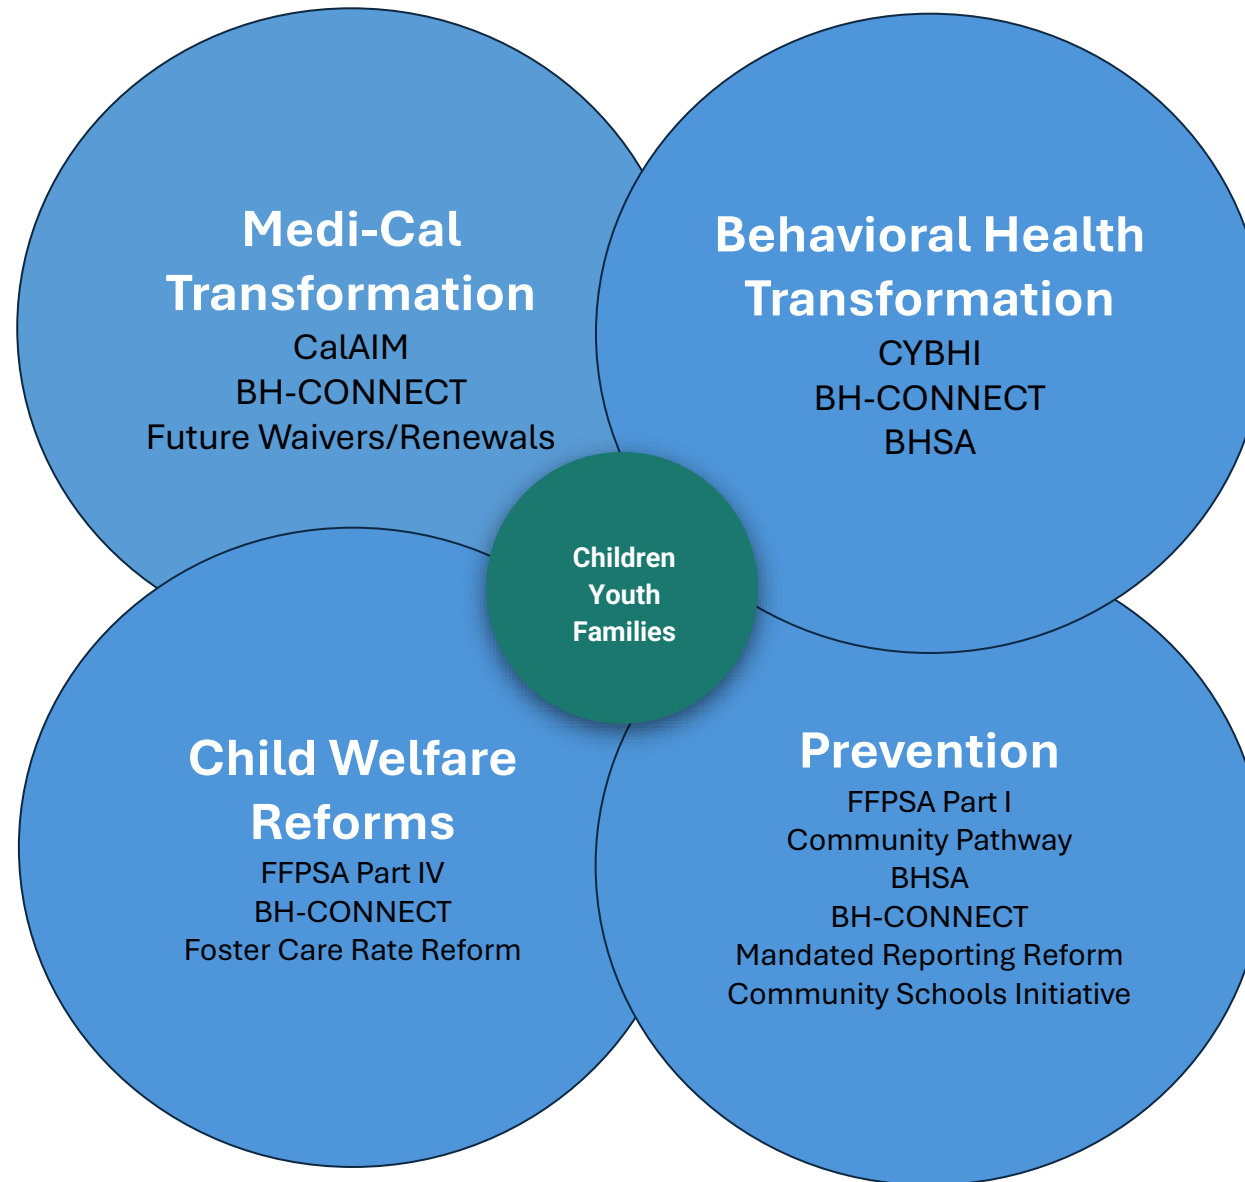 Medi-Cal
Transformation
CalAIM
BH-CONNECT
Future Waivers/Renewals
Behavioral Health
Transformation
CYBHI
BH-CONNECT
BHSA
Children
Youth
Families
Child Welfare
Reforms
FFPSA Part IV
BH-CONNECT
Foster Care Rate Reform
Prevention
FFPSA Part I
Community Pathway
BHSA
BH-CONNECT
Mandated Reporting Reform
Community Schools Initiative